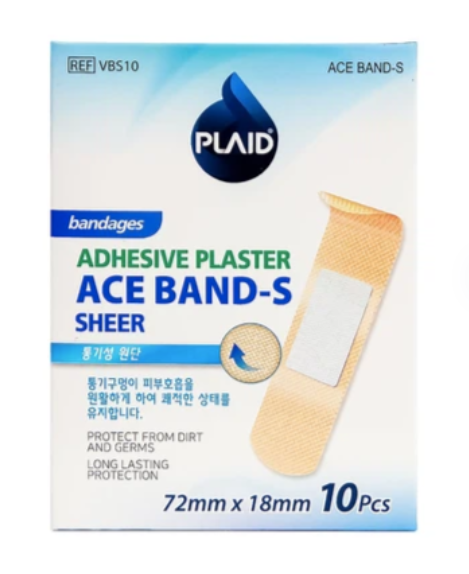 REF VBS10
ACE BAND-S
PLAID®
bandages
ADHESIVE PLASTER
ACE BAND-S
SHEER
통기성 원단
통기구멍이 피부호흡을
원활하게 하여 쾌적한 상태를
유지합니다.
PROTECT FROM DIRT
AND GERMS
LONG LASTING
PROTECTION
72mm x 18mm 10Pcs